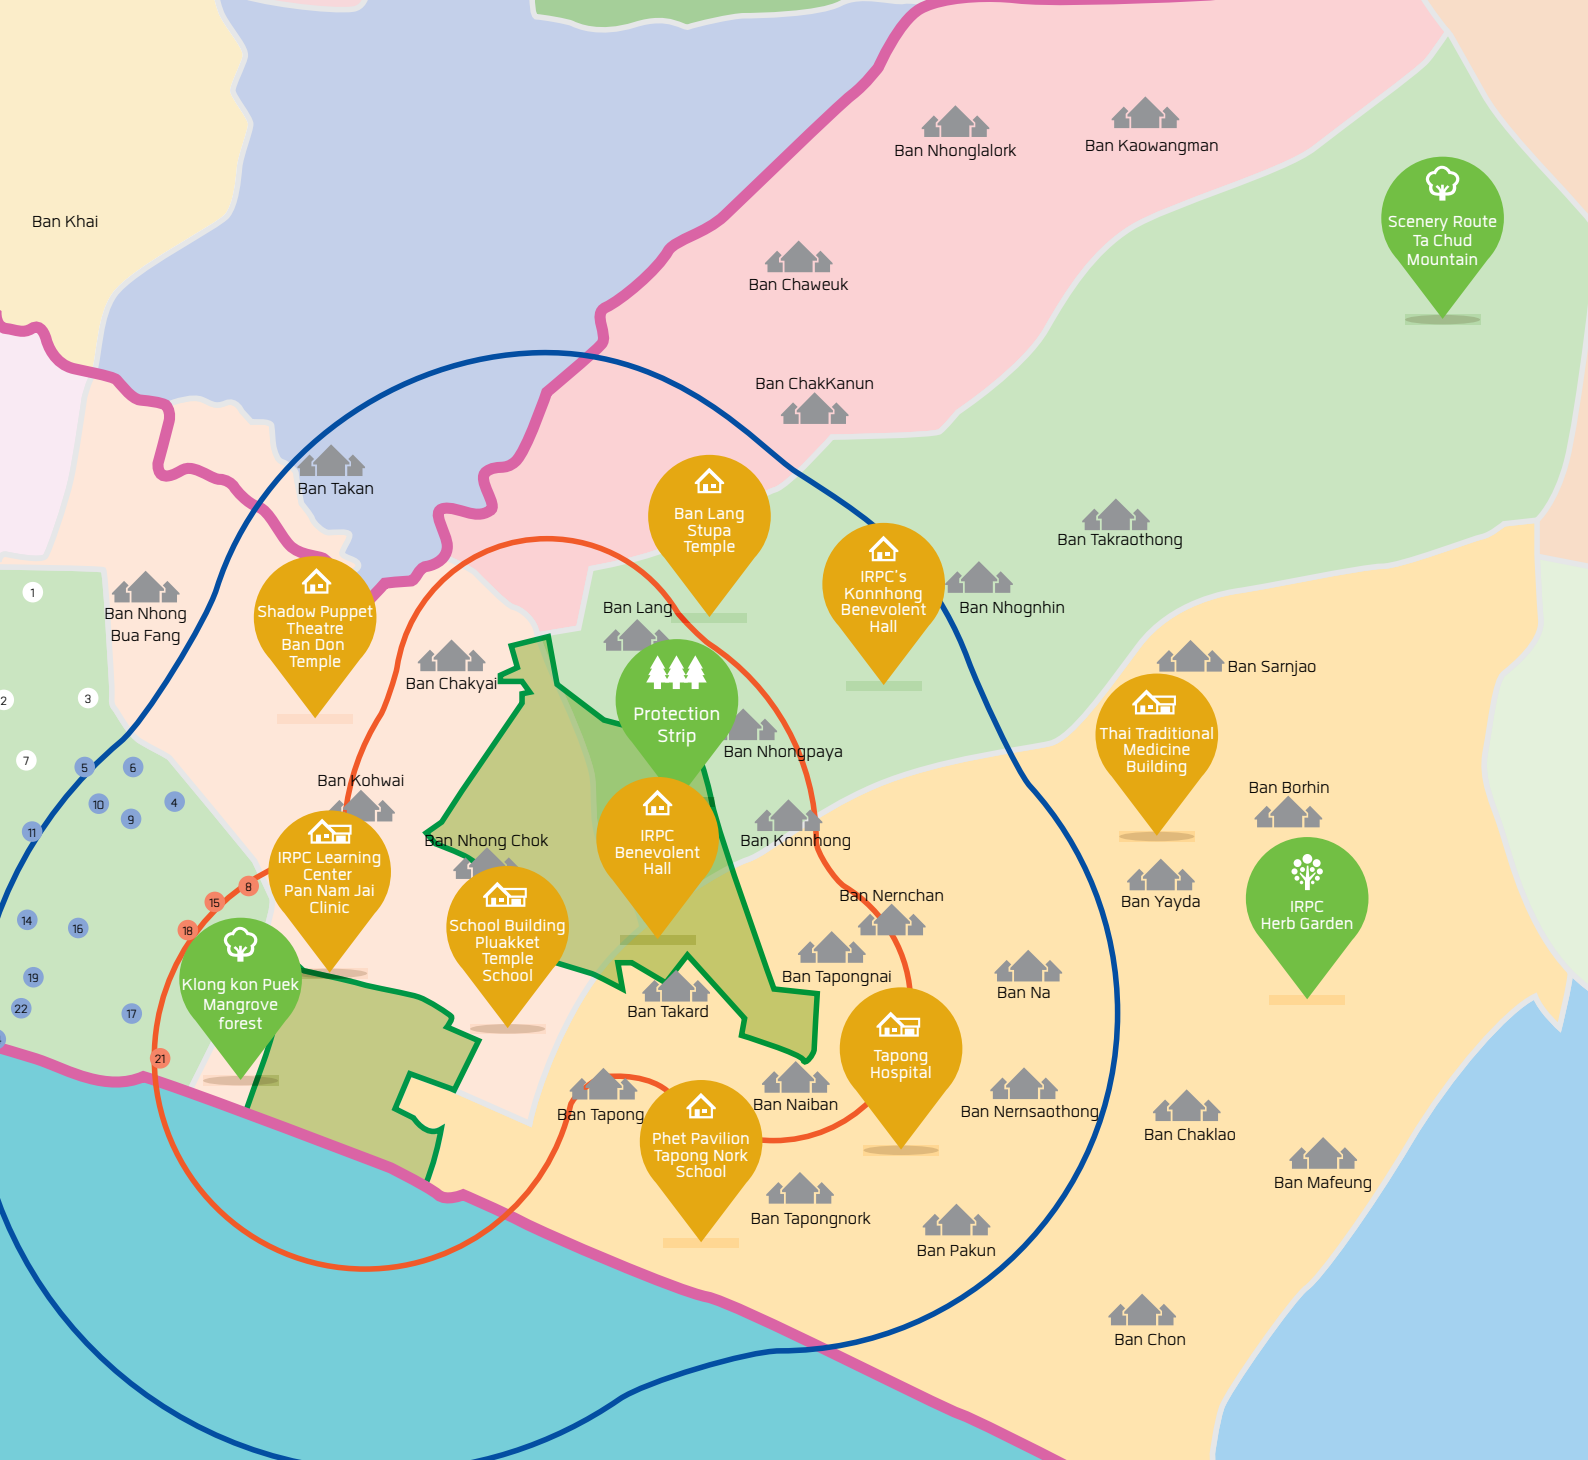 Ban Nhonglalork
Ban Kaowangman
Ban Khai
Scenery Route
Ta Chud
Mountain
Ban Chaweuk
Ban ChakKanun
Ban Takan
Ban Lang
Stupa
Temple
Ban Takraothong
IRPC's
Konnhong
Benevolent
Hall
Ban Nhognhin
1
Ban Nhong
Bua Fang
Shadow Puppet
Theatre
Ban Don
Temple
Ban Lang
Ban Sarnjao
Ban Chakyai
2
3
Protection
Strip
Thai Traditional
Medicine
Building
Ban Nhongpaya
7
5
6
Ban Kohwai
Ban Borhin
10
4
9
11
Ban Nhong Chok
IRPC
Benevolent
Hall
Ban Konnhong
IRPC Learning
Center
Pan Nam Jai
Clinic
8
15
Ban Nernchan
Ban Yayda
IRPC
Herb Garden
14
16
18
School Building
Pluakket
Temple
School
19
Klong kon Puek
Mangrove
forest
Ban Tapongnai
Ban Na
22
17
Ban Takard
21
Tapong
Hospital
Ban Tapong
Ban Naiban
Ban Nernsaothong
Ban Chaklao
Phet Pavilion
Tapong Nork
School
Ban Mafeung
Ban Tapongnork
Ban Pakun
Ban Chon